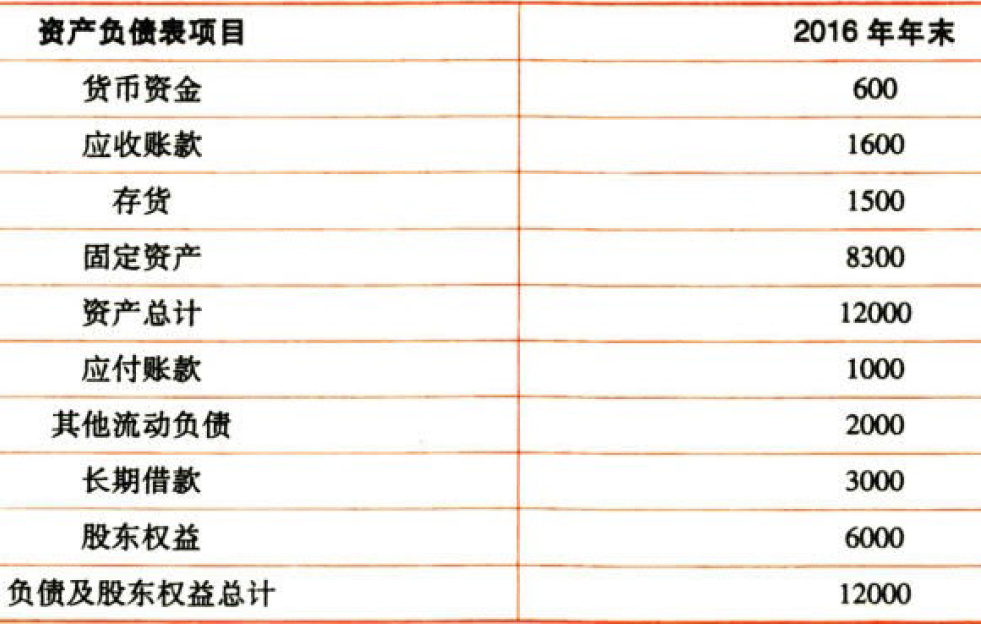 资产负债表项目 2016 年年末
货币资金 600
应收账款 1600
存货 1500
固定资产 8300
资产总计 12000
应付账款 1000
其他流动负债 2000
长期借款 3000
股东权益 6000
负债及股东权益总计 12000